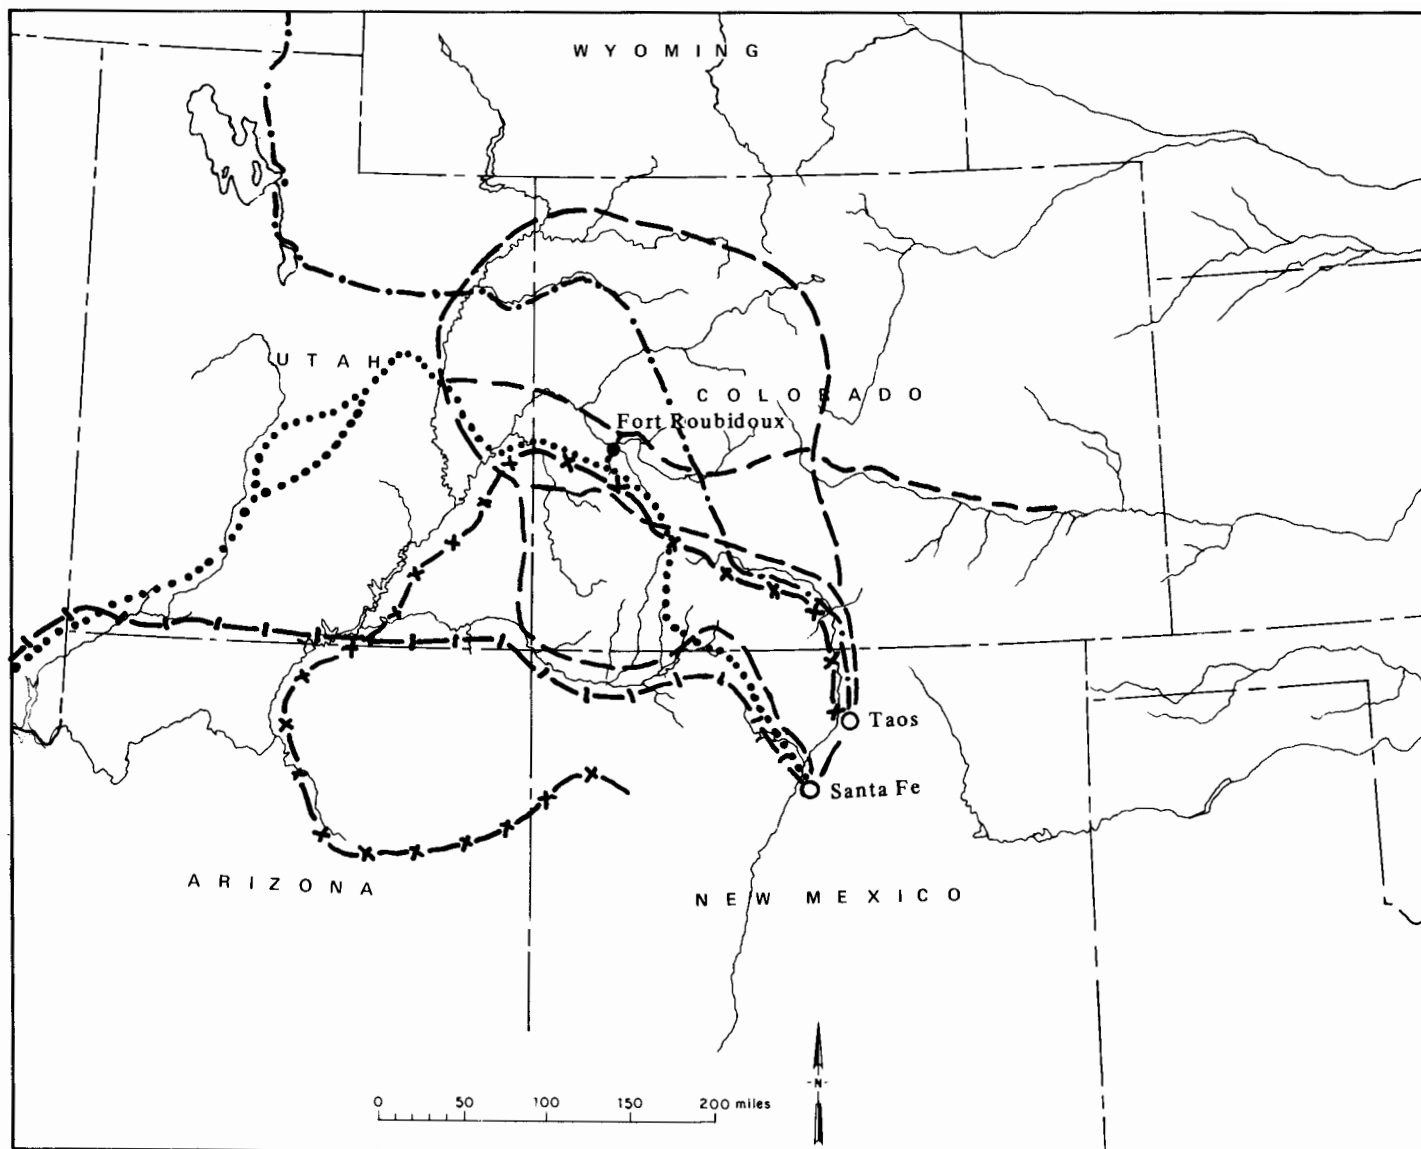 WYOMING
UTAH
COLORADO
Fort Roubidoux
Taos
Santa Fe
ARIZONA
NEW MEXICO
N
0 50 100 150 200 miles